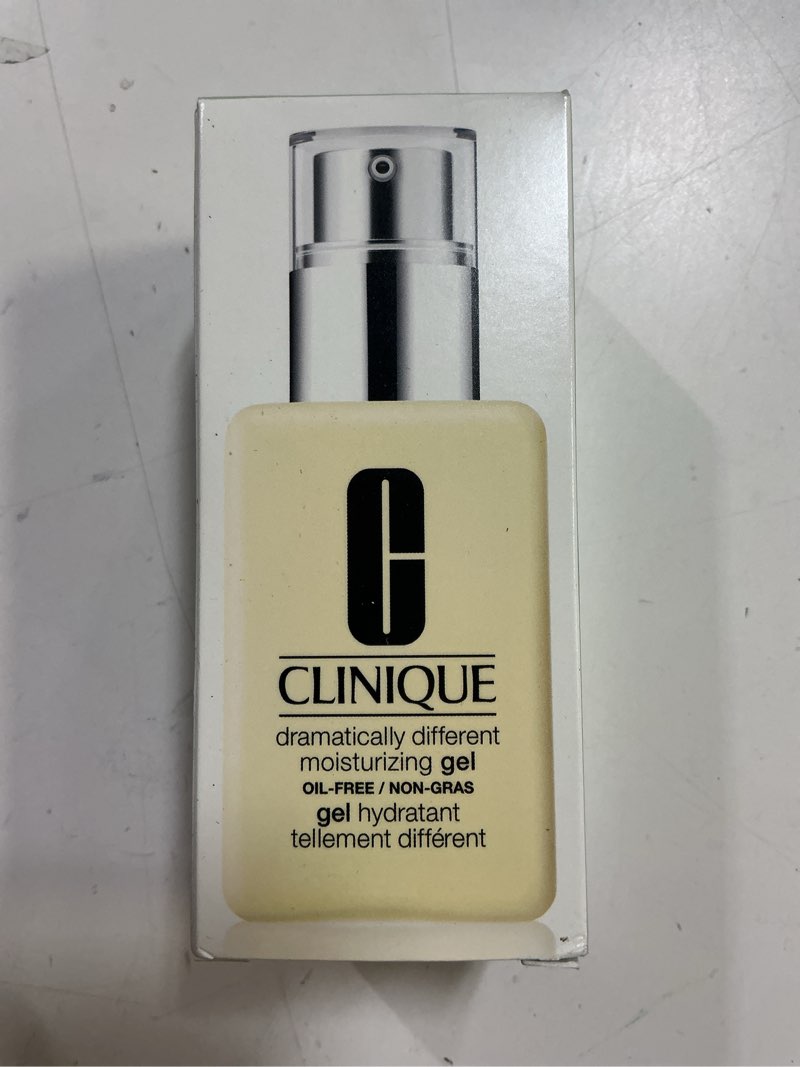 C
CLINIQUE
dramatically different
moisturizing gel
OIL-FREE / NON-GRAS
gel hydratant
tellement différent